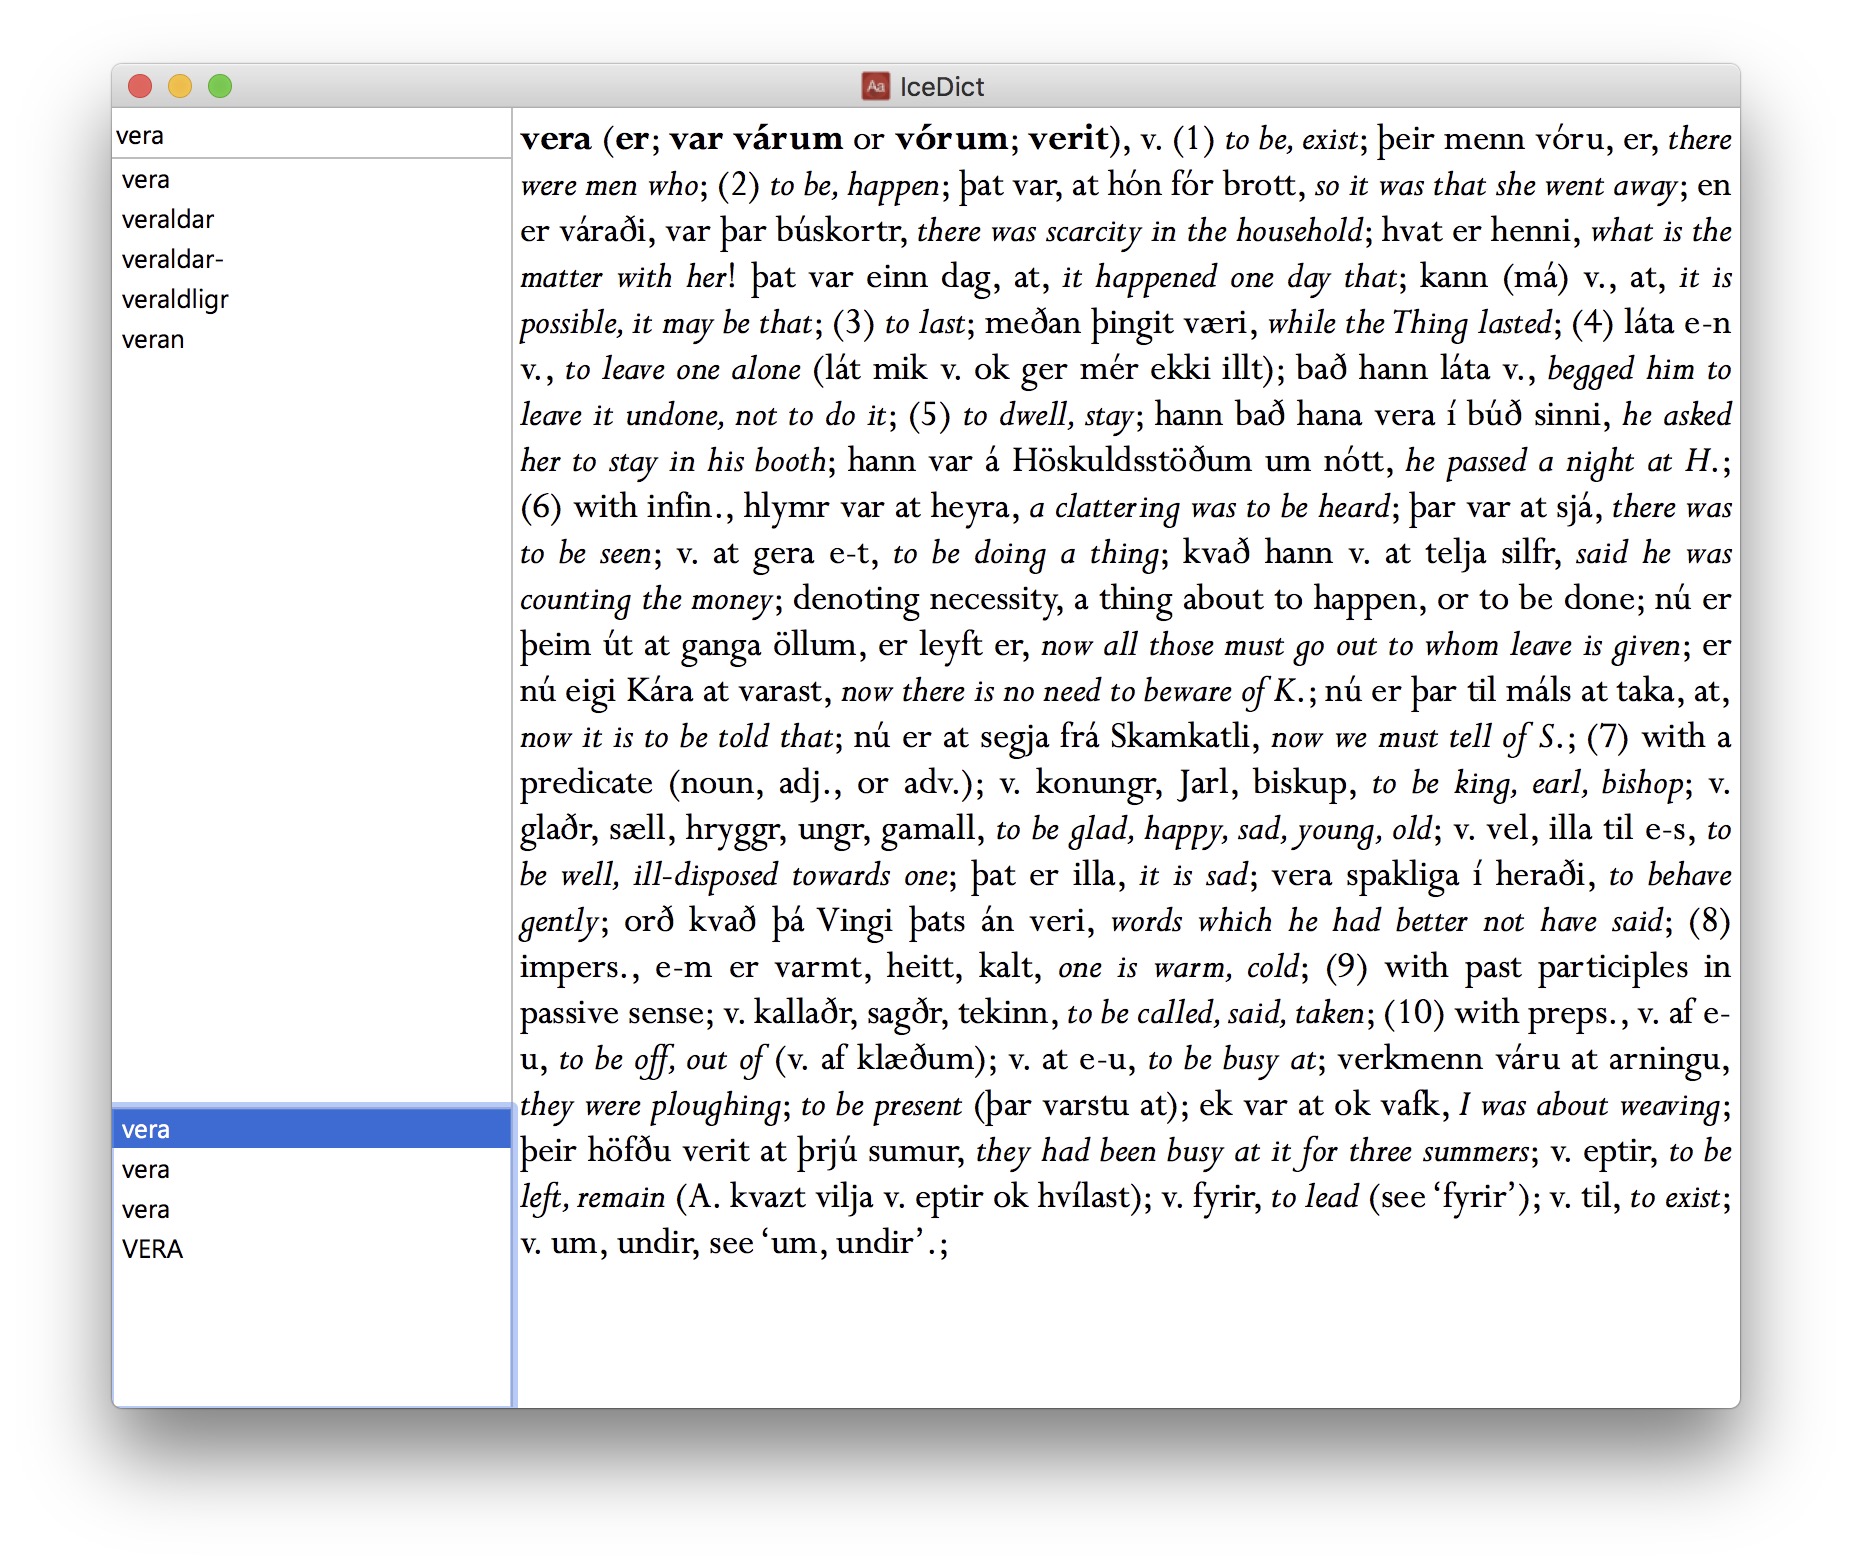 Aa IceDict
vera
vera
veraldar
veraldar-
veraldligr
veran
vera
vera
vera
VERA
vera (er; var várum or vórum; verit), v. (1) to be, exist; þeir menn vóru, er, there
were men who; (2) to be, happen; þat var, at hón fór brott, so it was that she went away; en
er váraði, var þar búskortr, there was scarcity in the household; hvat er henni, what is the
matter with her! þat var einn dag, at, it happened one day that; kann (má) v., at, it is
possible, it may be that; (3) to last; meðan þingit væri, while the Thing lasted; (4) láta e-n
v., to leave one alone (lát mik v. ok ger mér ekki illt); bað hann láta v., begged him to
leave it undone, not to do it; (5) to dwell, stay; hann bað hana vera í búð sinni, he asked
her to stay in his booth; hann var á Höskuldsstöðum um nótt, he passed a night at H.;
(6) with infin., hlymr var at heyra, a clattering was to be heard; þar var at sjá, there was
to be seen; v. at gera e-t, to be doing a thing; kvað hann v. at telja silfr, said he was
counting the money; denoting necessity, a thing about to happen, or to be done; nú er
þeim út at ganga öllum, er leyft er, now all those must go out to whom leave is given; er
nú eigi Kára at varast, now there is no need to beware of K.; nú er þar til máls at taka, at,
now it is to be told that; nú er at segja frá Skamkatli, now we must tell of S.; (7) with a
predicate (noun, adj., or adv.); v. konungr, Jarl, biskup, to be king, earl, bishop; v.
glaðr, sæll, hryggr, ungr, gamall, to be glad, happy, sad, young, old; v. vel, illa til e-s, to
be well, ill-disposed towards one; þat er illa, it is sad; vera spakliga í heraði, to behave
gently; orð kvað þá Vingi þats án veri, words which he had better not have said; (8)
impers., e-m er varmt, heitt, kalt, one is warm, cold; (9) with past participles in
passive sense; v. kallaðr, sagðr, tekinn, to be called, said, taken; (10) with preps., v. af e-
u, to be off, out of (v. af klæðum); v. at e-u, to be busy at; verkmenn váru at arningu,
they were ploughing; to be present (þar varstu at); ek var at ok vafk, I was about weaving;
þeir höfðu verit at þrjú sumur, they had been busy at it for three summers; v. eptir, to be
left, remain (A. kvazt vilja v. eptir ok hvílast); v. fyrir, to lead (see ‘fyrir’); v. til, to exist;
v. um, undir, see ‘um, undir’.;